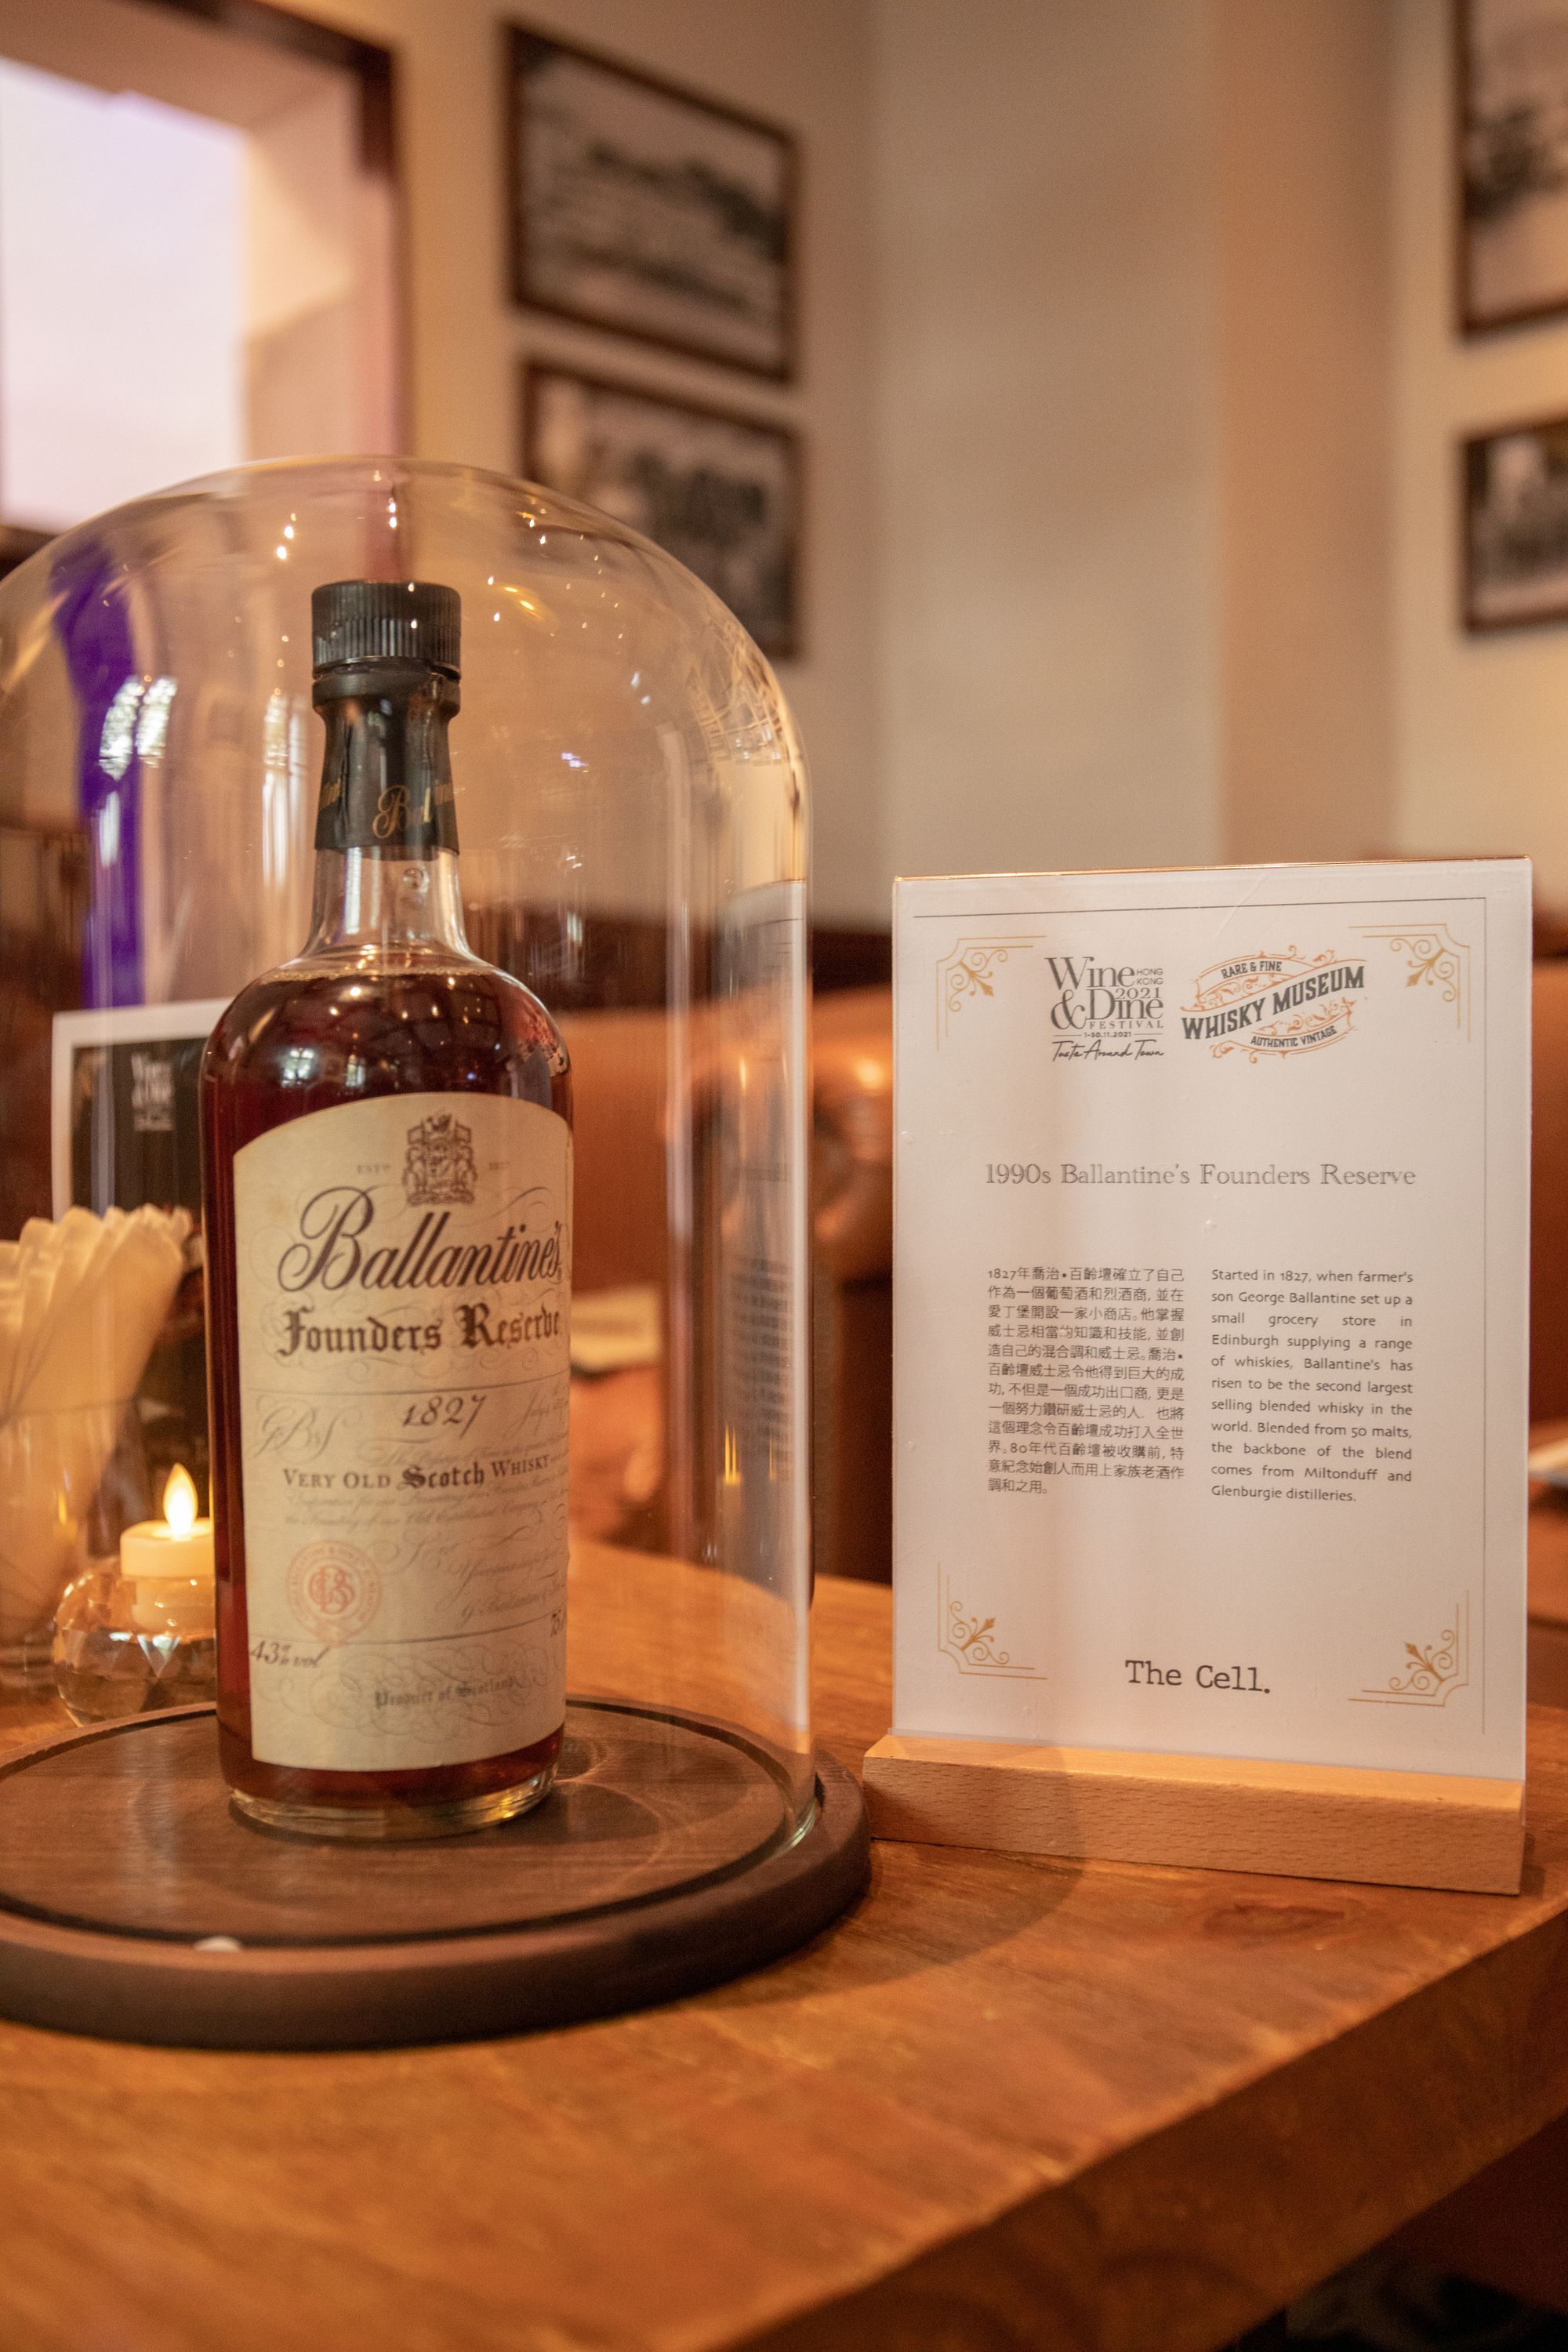 Ballantine's
Founders Reserve
1827
VERY OLD Scotch WHISKY
43% vol
Product of Scotland
Wine HONG KONG
2021
& Dine
FESTIVAL
1-30.11.2021
Taste Around Town
RARE & FINE
WHISKY MUSEUM
AUTHENTIC VINTAGE
1990s Ballantine's Founders Reserve
1827年喬治•百齡壇確立了自己
作為一個葡萄酒和烈酒商, 並在
愛丁堡開設一家小商店。他掌握
威士忌相當的知識和技能, 並創
造自己的混合調和威士忌。喬治•
百齡壇威士忌令他得到巨大的成
功, 不但是一個成功出口商, 更是
一個努力鑽研威士忌的人. 也將
這個理念令百齡壇成功打入全世
界。80年代百齡壇被收購前, 特
意紀念始創人而用上家族老酒作
調和之用。
Started in 1827, when farmer's
son George Ballantine set up a
small grocery store in
Edinburgh supplying a range
of whiskies, Ballantine's has
risen to be the second largest
selling blended whisky in the
world. Blended from 50 malts,
the backbone of the blend
comes from Miltonduff and
Glenburgie distilleries.
The Cell.